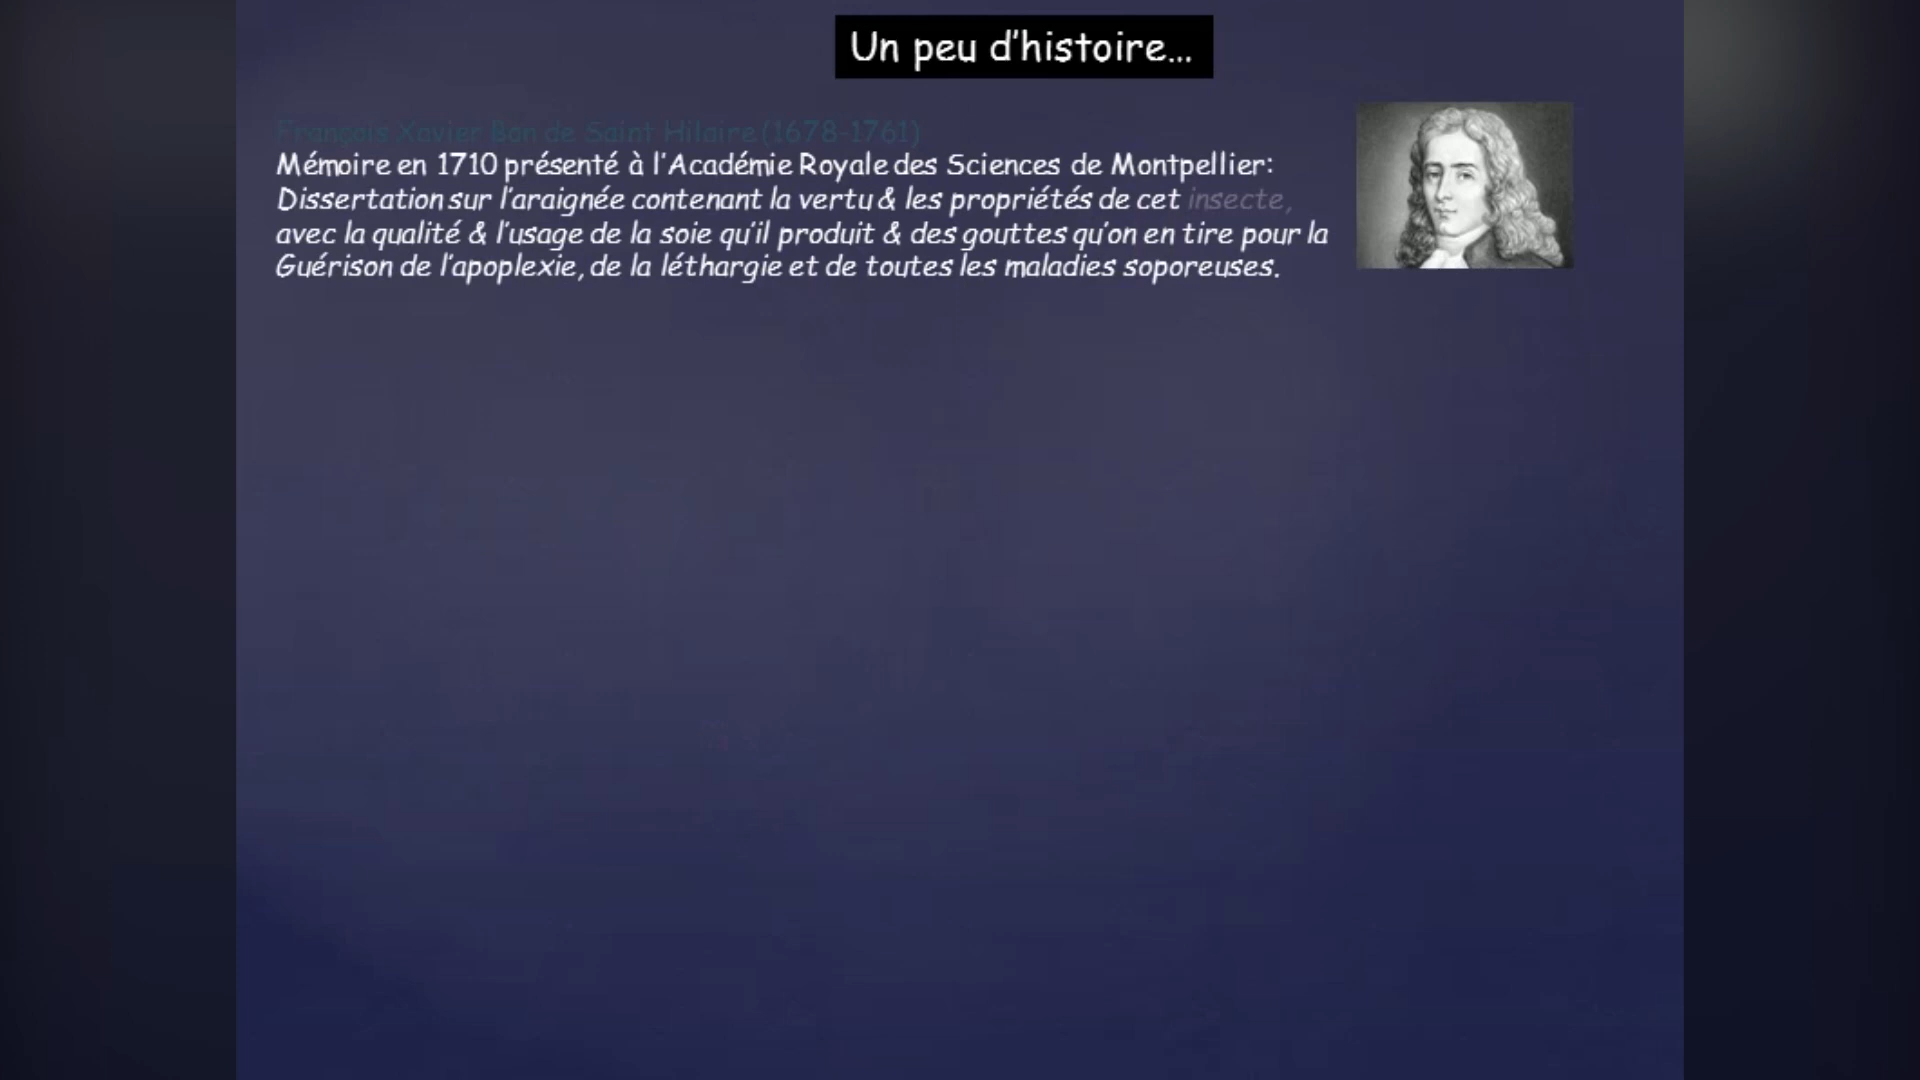 Un peu d'histoire...
François Xavier Bon de Saint Hilaire (1678-1761)
Mémoire en 1710 présenté à l'Académie Royale des Sciences de Montpellier:
Dissertation sur l'araignée contenant la vertu & les propriétés de cet insecte,
avec la qualité & l'usage de la soie qu'il produit & des gouttes qu'on en tire pour la
Guérison de l'apoplexie, de la léthargie et de toutes les maladies soporeuses.